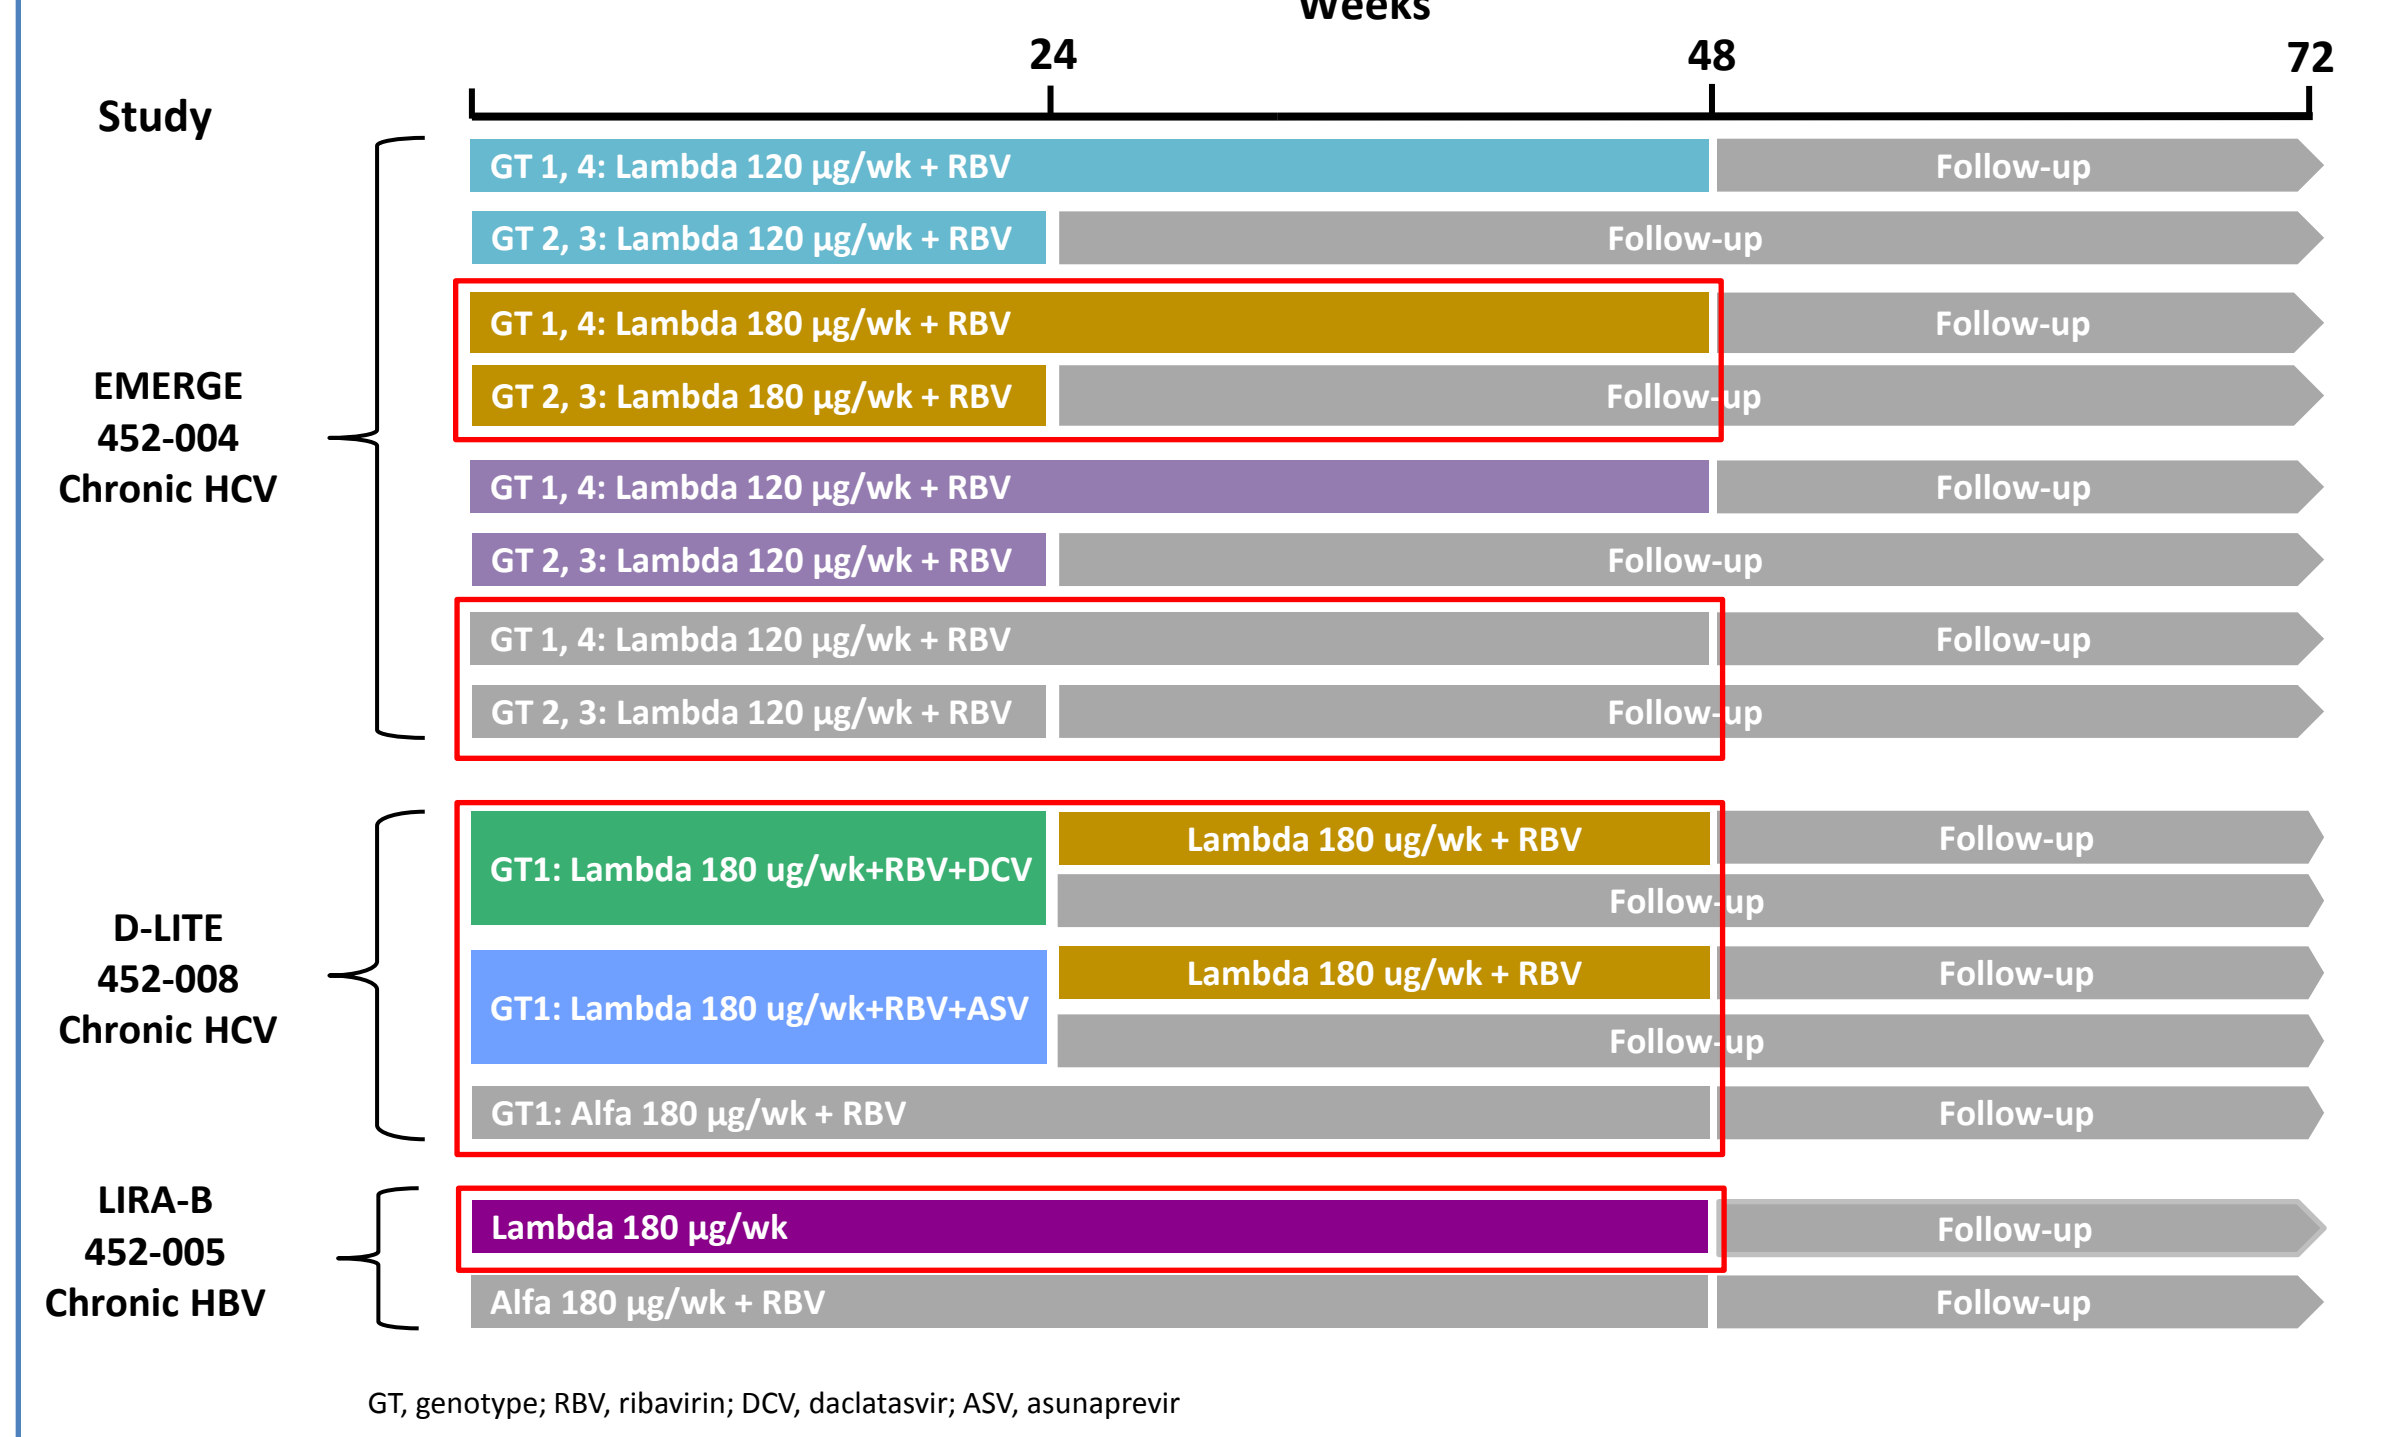 Weeks
24
48
72
Study
EMERGE
452-004
Chronic HCV
GT 1, 4: Lambda 120 µg/wk + RBV
Follow-up
GT 2, 3: Lambda 120 µg/wk + RBV
Follow-up
GT 1, 4: Lambda 180 µg/wk + RBV
Follow-up
GT 2, 3: Lambda 180 µg/wk + RBV
Follow-up
GT 1, 4: Lambda 120 µg/wk + RBV
Follow-up
GT 2, 3: Lambda 120 µg/wk + RBV
Follow-up
GT 1, 4: Lambda 120 µg/wk + RBV
Follow-up
GT 2, 3: Lambda 120 µg/wk + RBV
Follow-up
D-LITE
452-008
Chronic HCV
GT1: Lambda 180 ug/wk+RBV+DCV
Lambda 180 ug/wk + RBV
Follow-up
Follow-up
GT1: Lambda 180 ug/wk+RBV+ASV
Lambda 180 ug/wk + RBV
Follow-up
Follow-up
GT1: Alfa 180 µg/wk + RBV
Follow-up
LIRA-B
452-005
Chronic HBV
Lambda 180 µg/wk
Follow-up
Alfa 180 µg/wk + RBV
Follow-up
GT, genotype; RBV, ribavirin; DCV, daclatasvir; ASV, asunaprevir